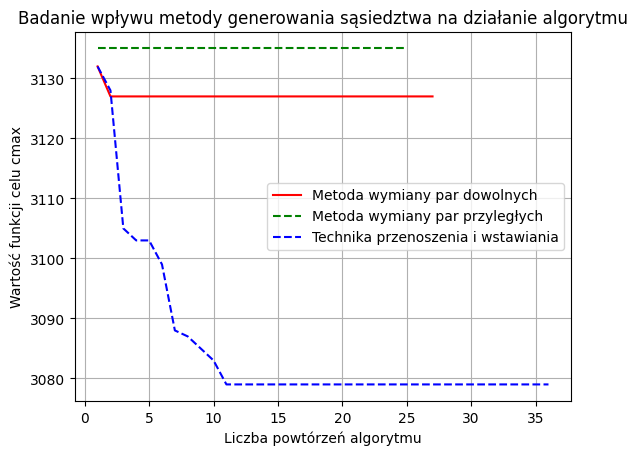 Badanie wpływu metody generowania sąsiedztwa na działanie algorytmu
Wartość funkcji celu cmax
3130
3120
3110
3100
3090
3080
Metoda wymiany par dowolnych
Metoda wymiany par przyległych
Technika przenoszenia i wstawiania
0 5 10 15 20 25 30 35
Liczba powtórzeń algorytmu